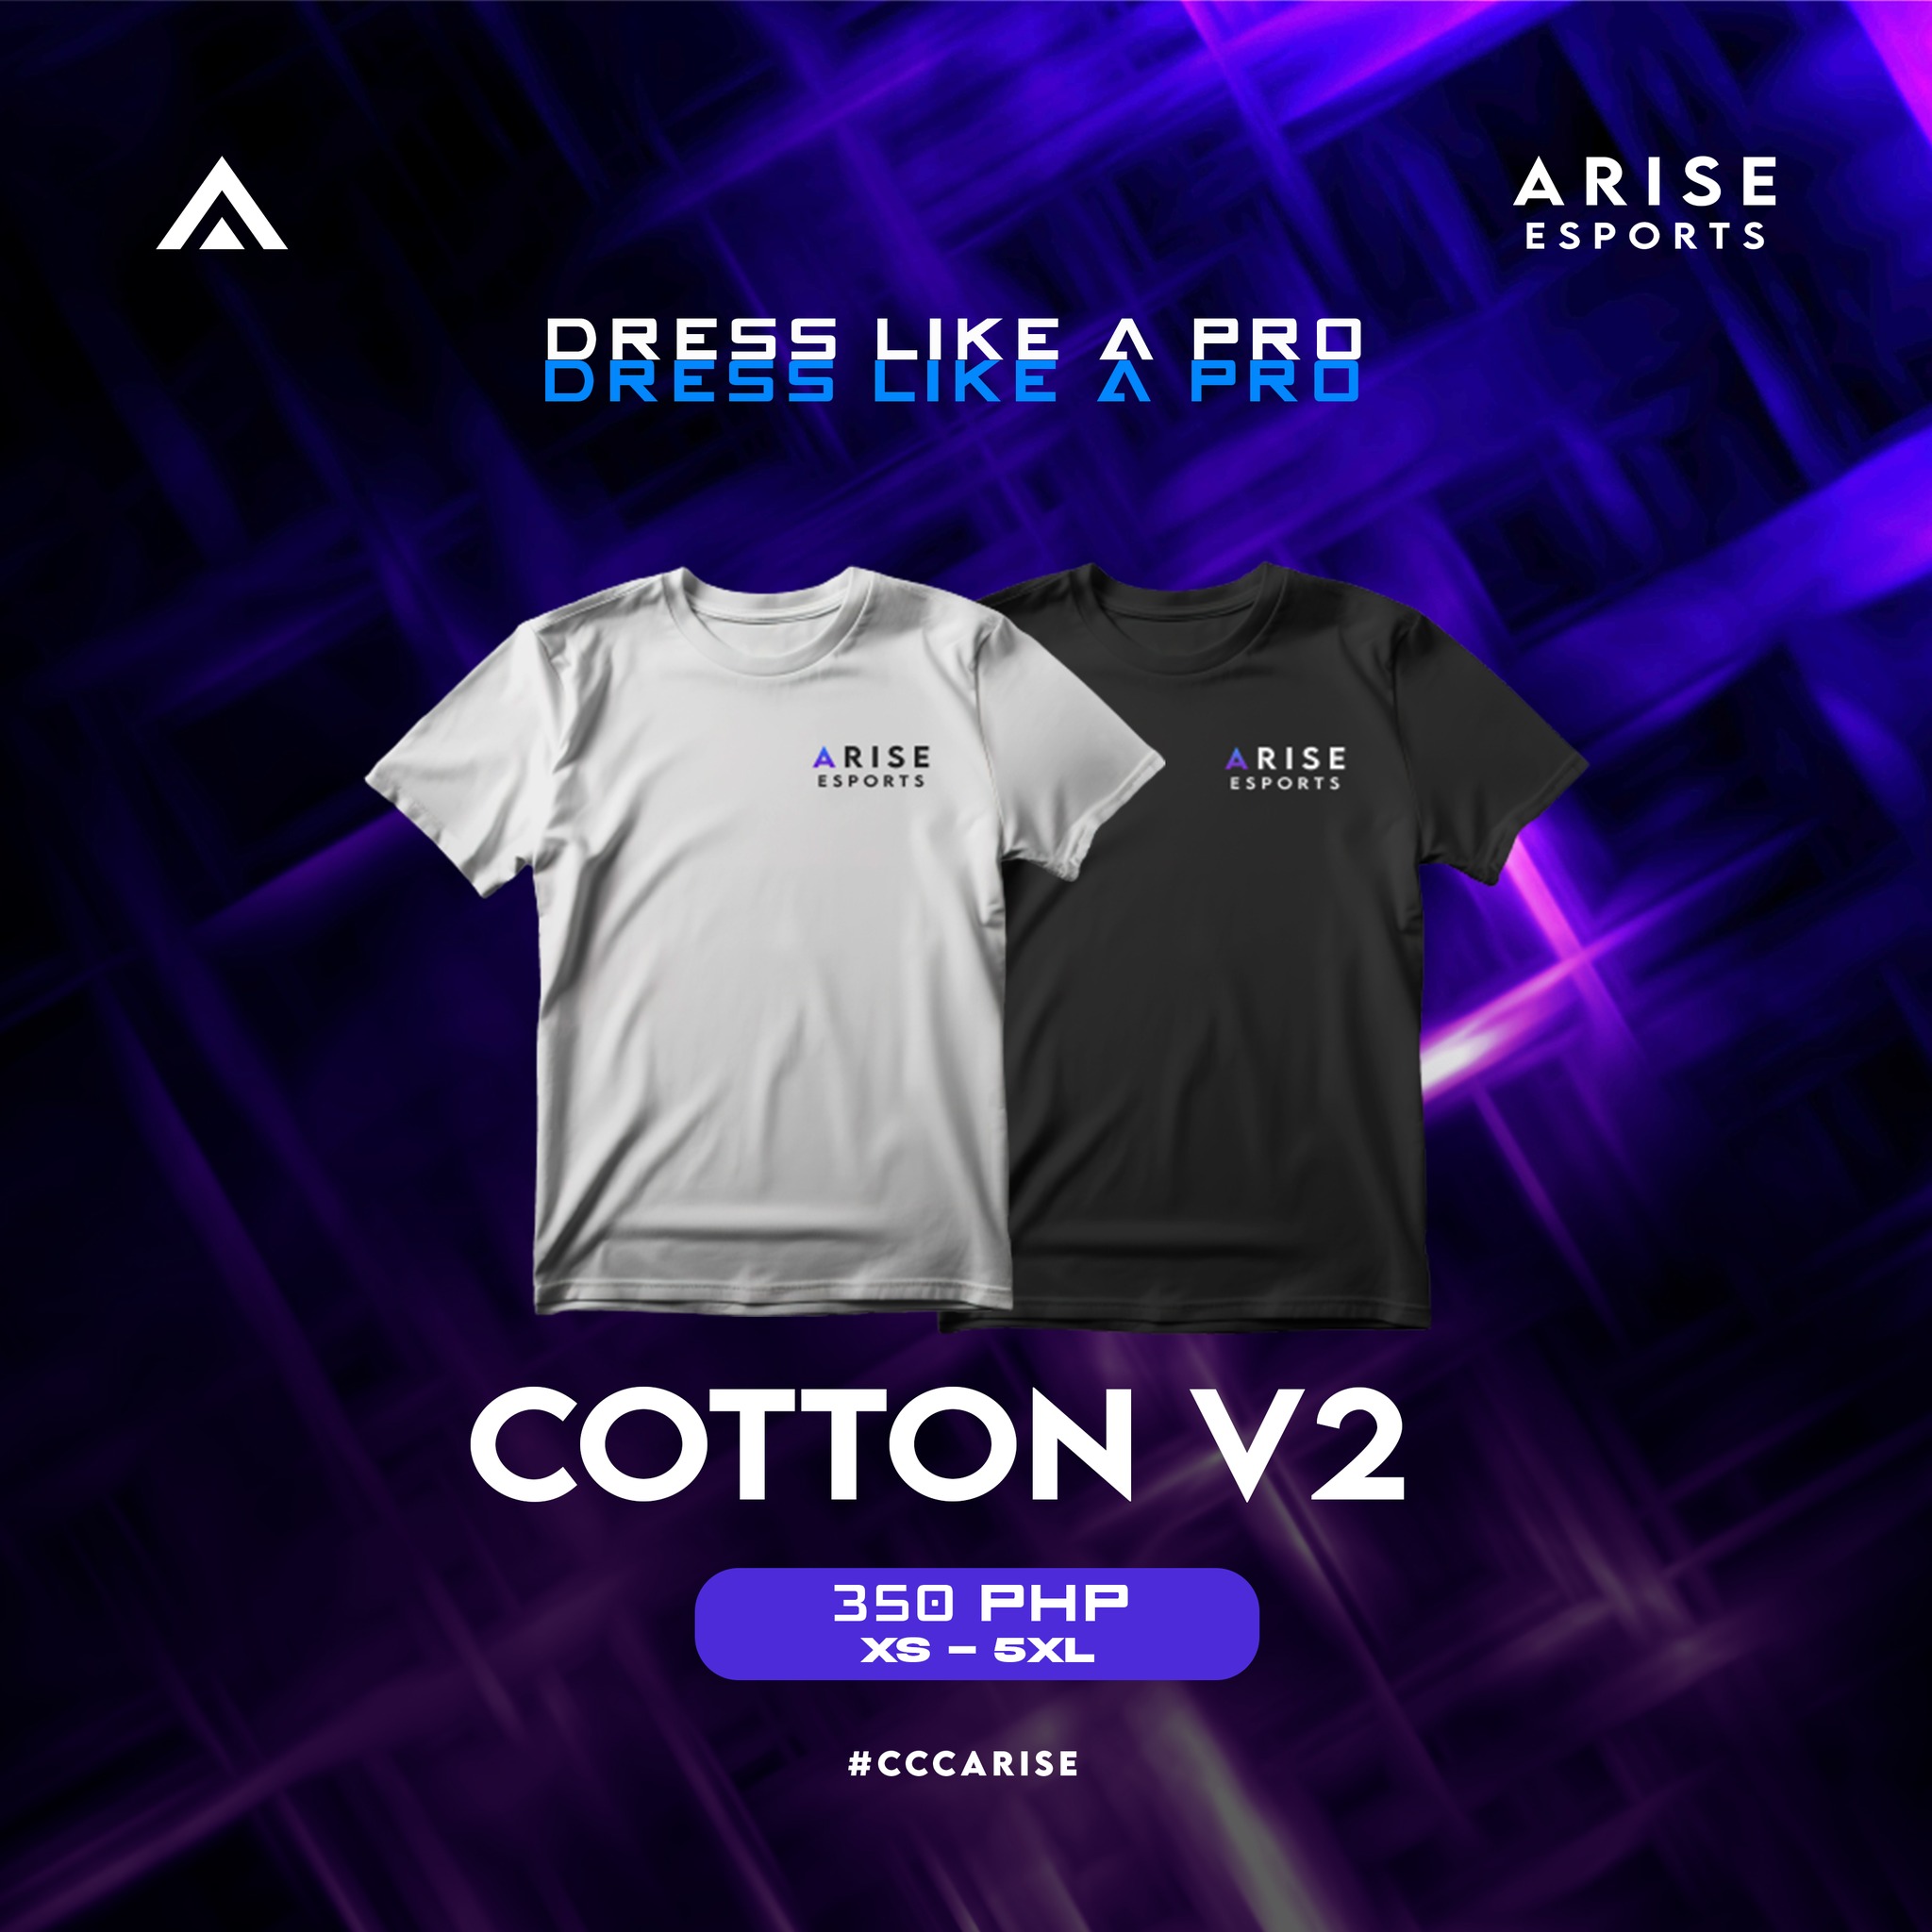 ARISE
ESPORTS
DRESS LIKE A PRO
DRESS LIKE A PRO
ARISE
ESPORTS
ARISE
ESPORTS
COTTON V2
350 PHP
XS - 5XL
#CCCARISE